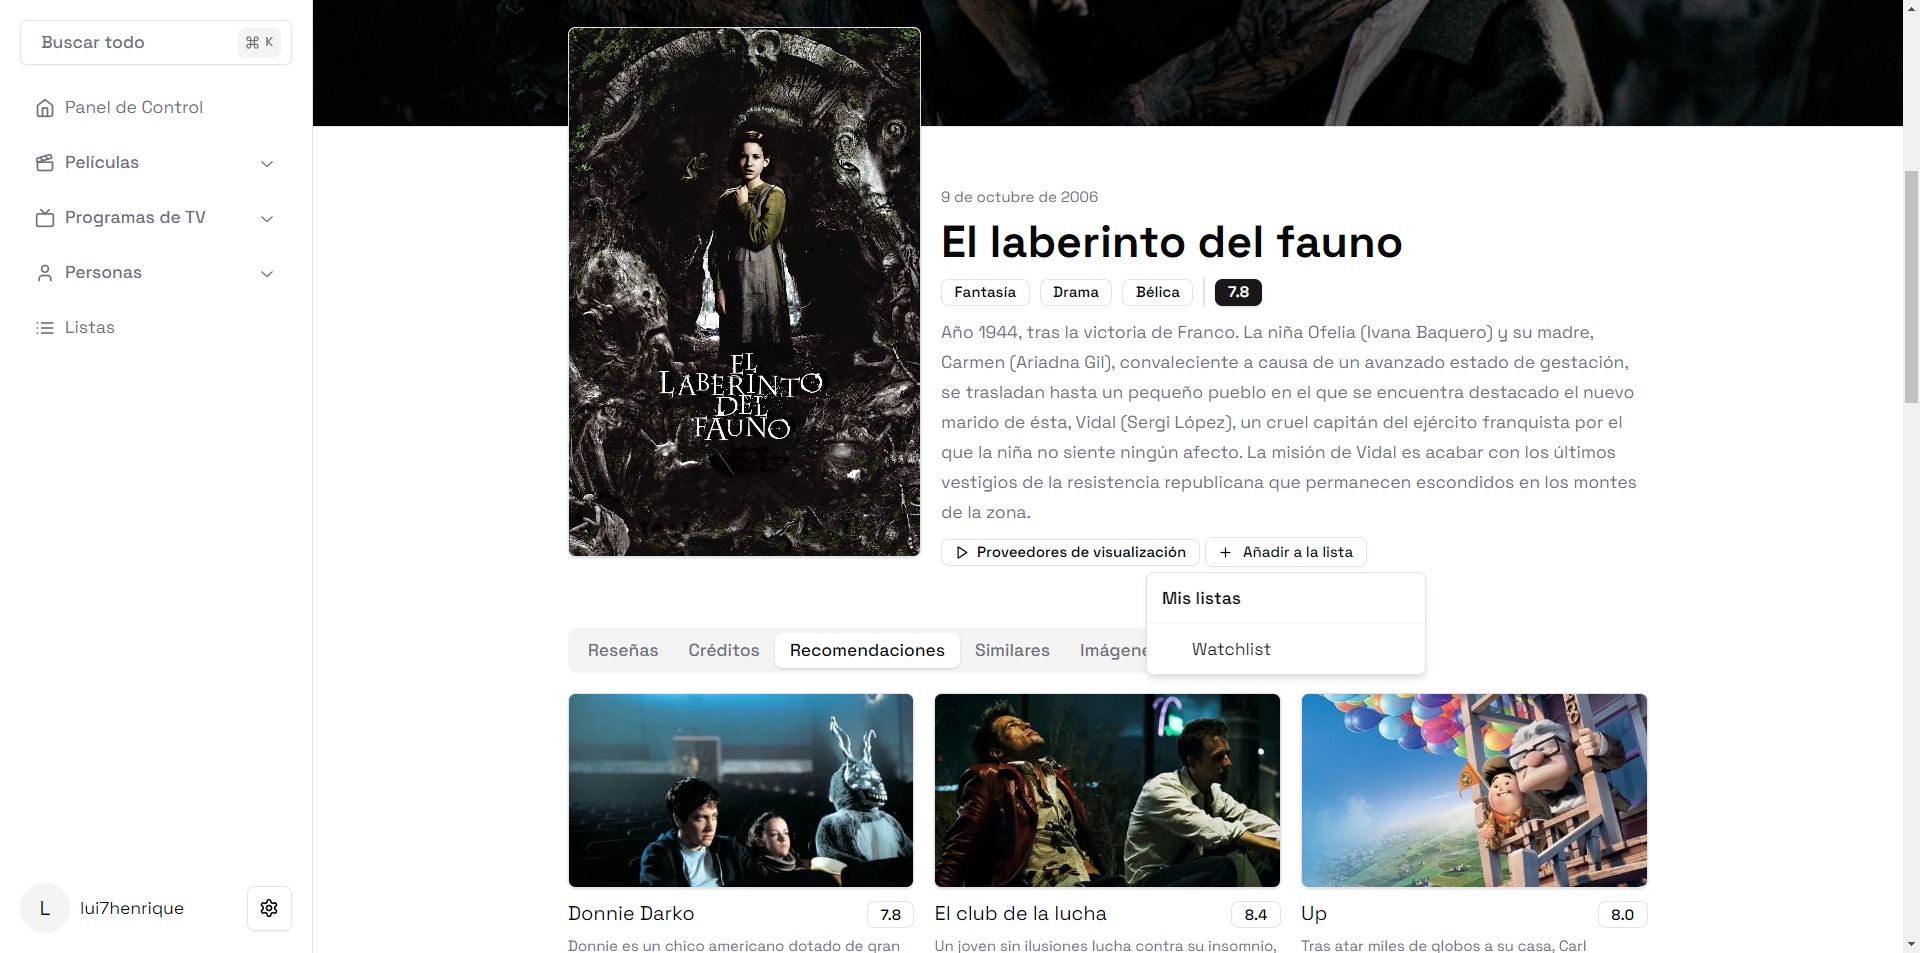 Buscar todo
⌘ K
Panel de Control
Películas
Programas de TV
Personas
Listas
L
lui7henrique
EL
LABERINTO
DEL
FAUNO
9 de octubre de 2006
El laberinto del fauno
Fantasía
Drama
Bélica
7.8
Año 1944, tras la victoria de Franco. La niña Ofelia (Ivana Baquero) y su madre,
Carmen (Ariadna Gil), convaleciente a causa de un avanzado estado de gestación,
se trasladan hasta un pequeño pueblo en el que se encuentra destacado el nuevo
marido de ésta, Vidal (Sergi López), un cruel capitán del ejército franquista por el
que la niña no siente ningún afecto. La misión de Vidal es acabar con los últimos
vestigios de la resistencia republicana que permanecen escondidos en los montes
de la zona.
Proveedores de visualización
Añadir a la lista
Mis listas
Watchlist
Reseñas
Créditos
Recomendaciones
Similares
Imágene
Donnie Darko
7.8
Donnie es un chico americano dotado de gran
El club de la lucha
8.4
Un joven sin ilusiones lucha contra su insomnio,
Up
8.0
Tras atar miles de globos a su casa, Carl